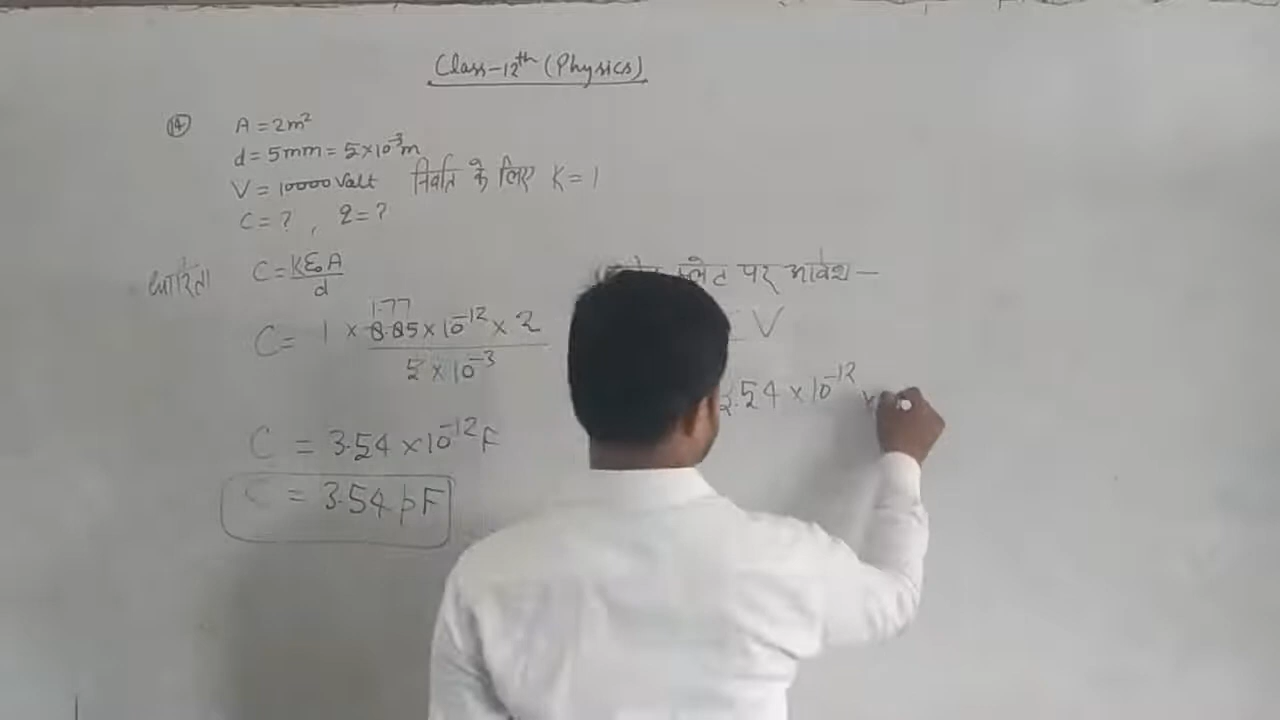 Class-12th (Physics)
(14) A = 2m²
d = 5mm = 5×10⁻³m
V = 10000 Valt निर्वात के लिए K = 1
C = ? , q = ?
धारिता C = Kε₀A / d
C = 1 × 8.85×10⁻¹² × 2 / 5 × 10⁻³
1.77
C = 3.54 ×10⁻¹² F
C = 3.54 pF
प्लेट पर आवेश —
V
3.54 × 10⁻¹² ×